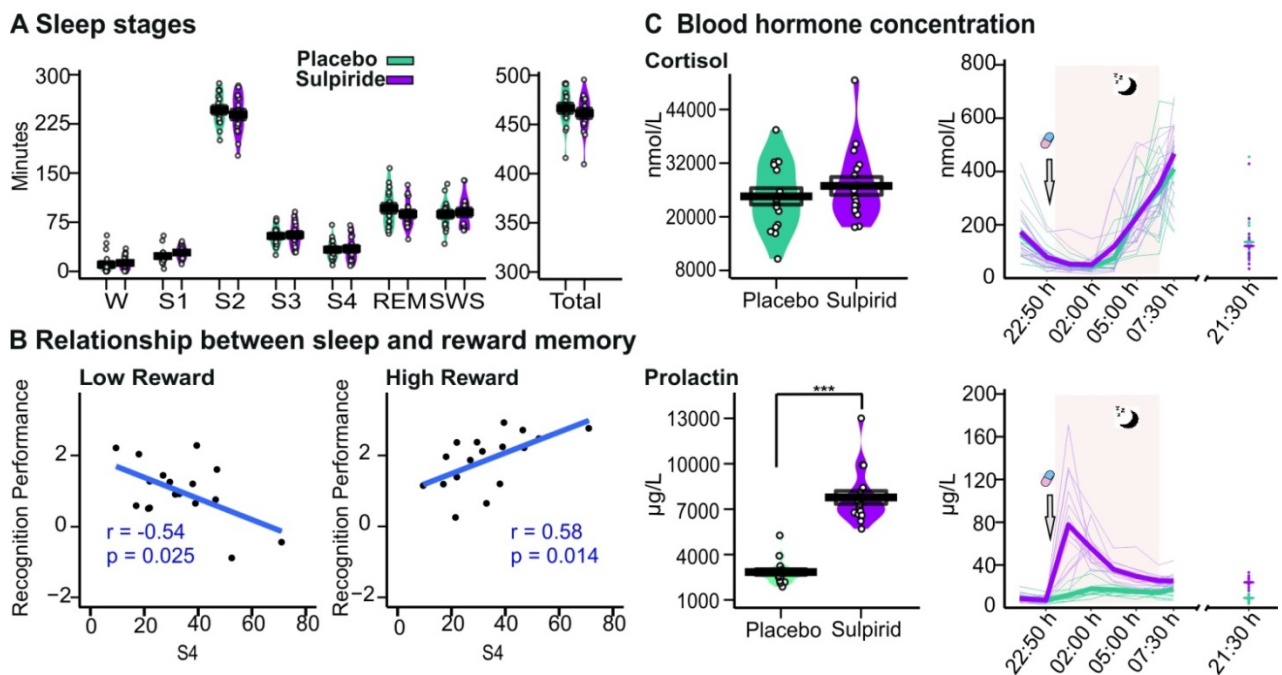 A Sleep stages
Placebo
Sulpiride
Minutes
300
225
150
75
0
W S1 S2 S3 S4 REM SWS
500
450
400
350
300
Total
B Relationship between sleep and reward memory
Low Reward
Recognition Performance
2
0
−2
r = -0.54
p = 0.025
0 20 40 60 80
S4
High Reward
Recognition Performance
2
0
−2
r = 0.58
p = 0.014
0 20 40 60 80
S4
C Blood hormone concentration
Cortisol
nmol/L
44000
32000
20000
8000
Placebo Sulpirid
nmol/L
800
600
400
200
0
22:50 h
02:00 h
05:00 h
07:30 h
21:30 h
Prolactin
µg/L
13000
10000
7000
4000
1000
***
Placebo Sulpirid
µg/L
200
160
120
80
40
0
22:50 h
02:00 h
05:00 h
07:30 h
21:30 h